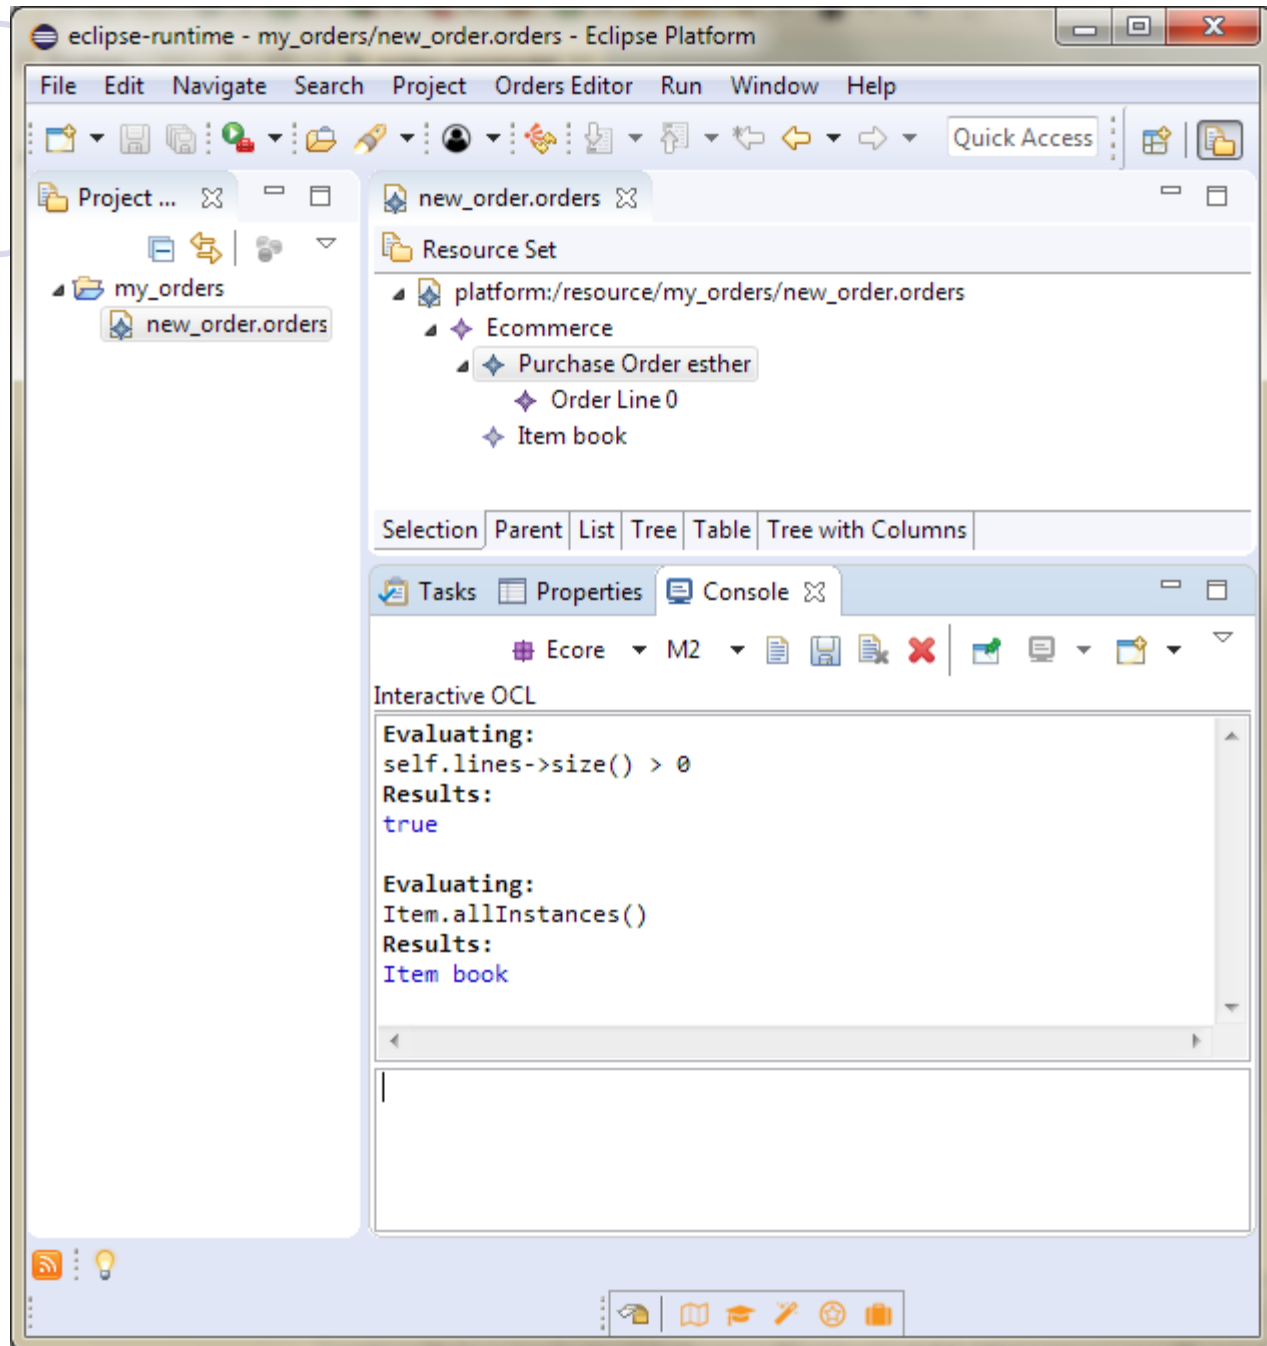 eclipse-runtime - my_orders/new_order.orders - Eclipse Platform
File Edit Navigate Search Project Orders Editor Run Window Help
Quick Access
Project ...
my_orders
new_order.orders
new_order.orders
Resource Set
platform:/resource/my_orders/new_order.orders
Ecommerce
Purchase Order esther
Order Line 0
Item book
Selection Parent List Tree Table Tree with Columns
Tasks Properties Console
Ecore M2
Interactive OCL
Evaluating:
self.lines->size() > 0
Results:
true
Evaluating:
Item.allInstances()
Results:
Item book